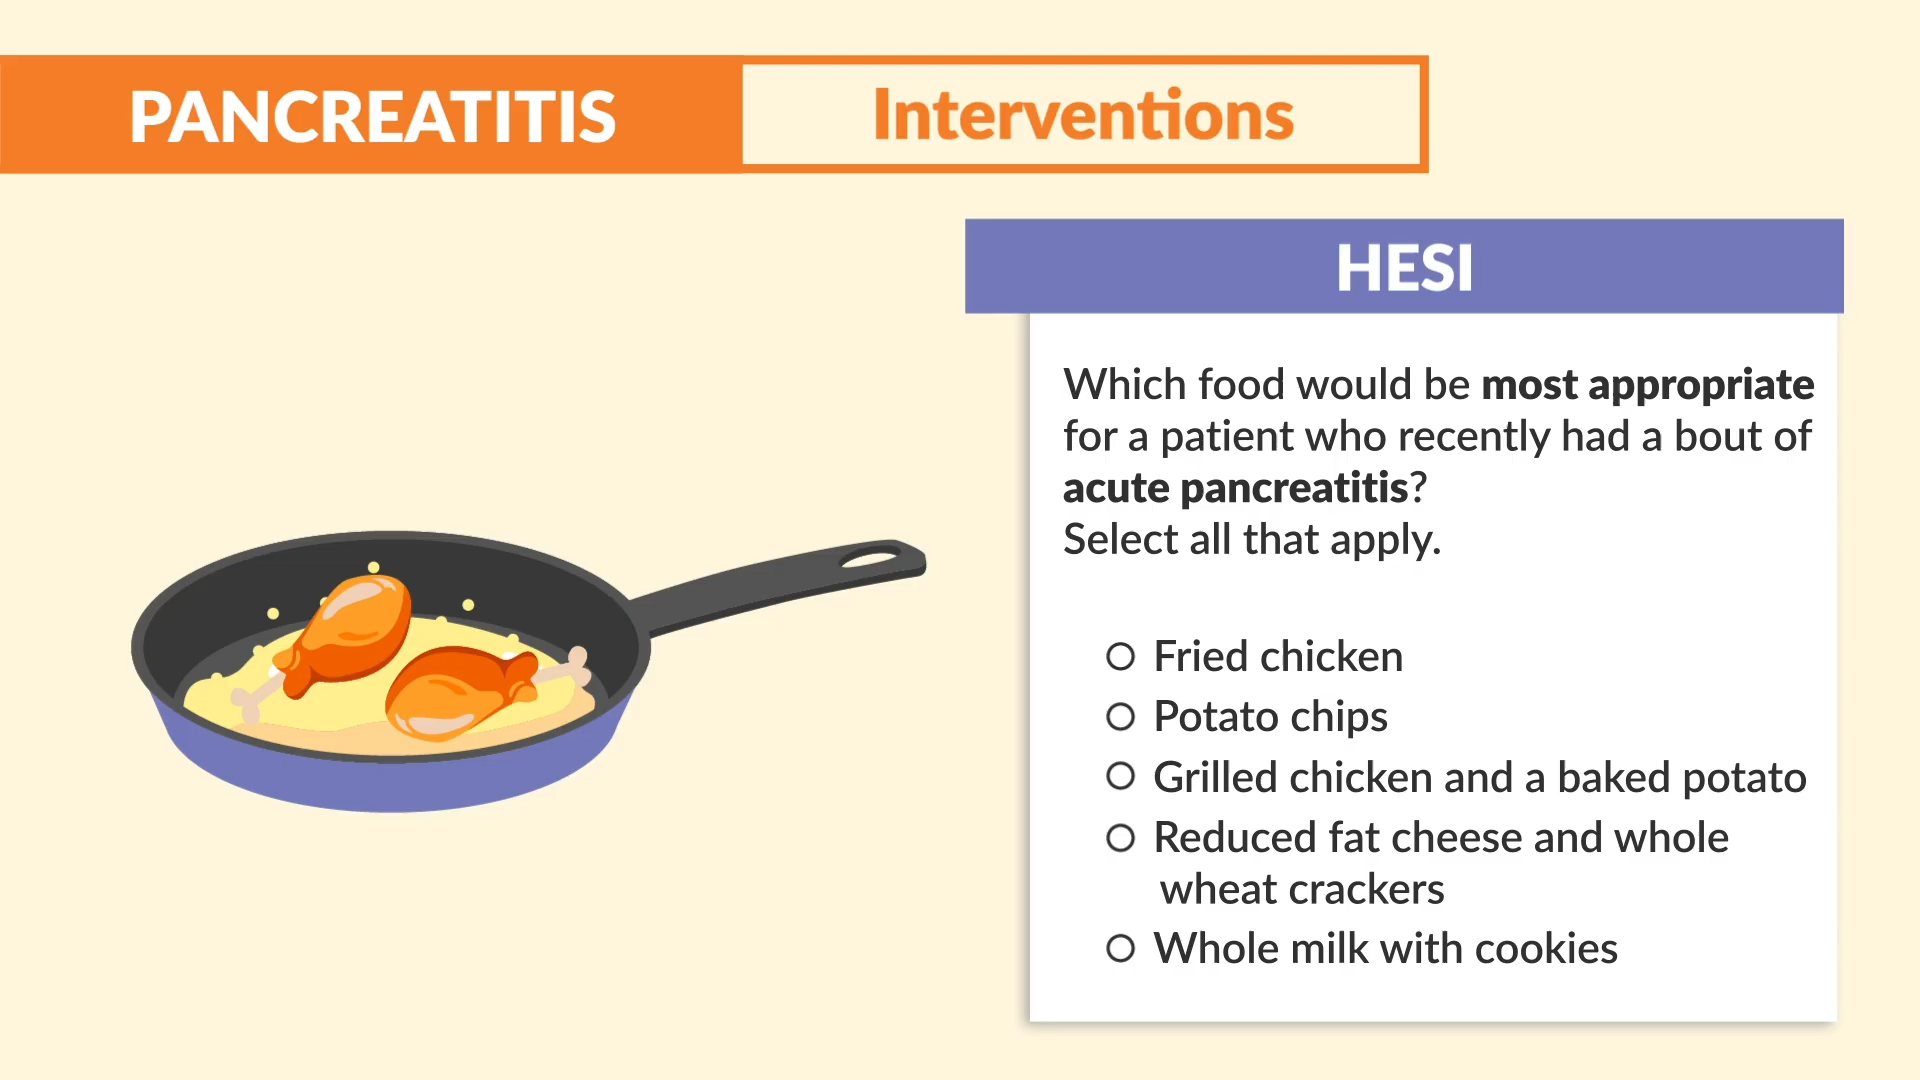 PANCREATITIS
Interventions
HESI
Which food would be most appropriate
for a patient who recently had a bout of
acute pancreatitis?
Select all that apply.
Fried chicken
Potato chips
Grilled chicken and a baked potato
Reduced fat cheese and whole
wheat crackers
Whole milk with cookies